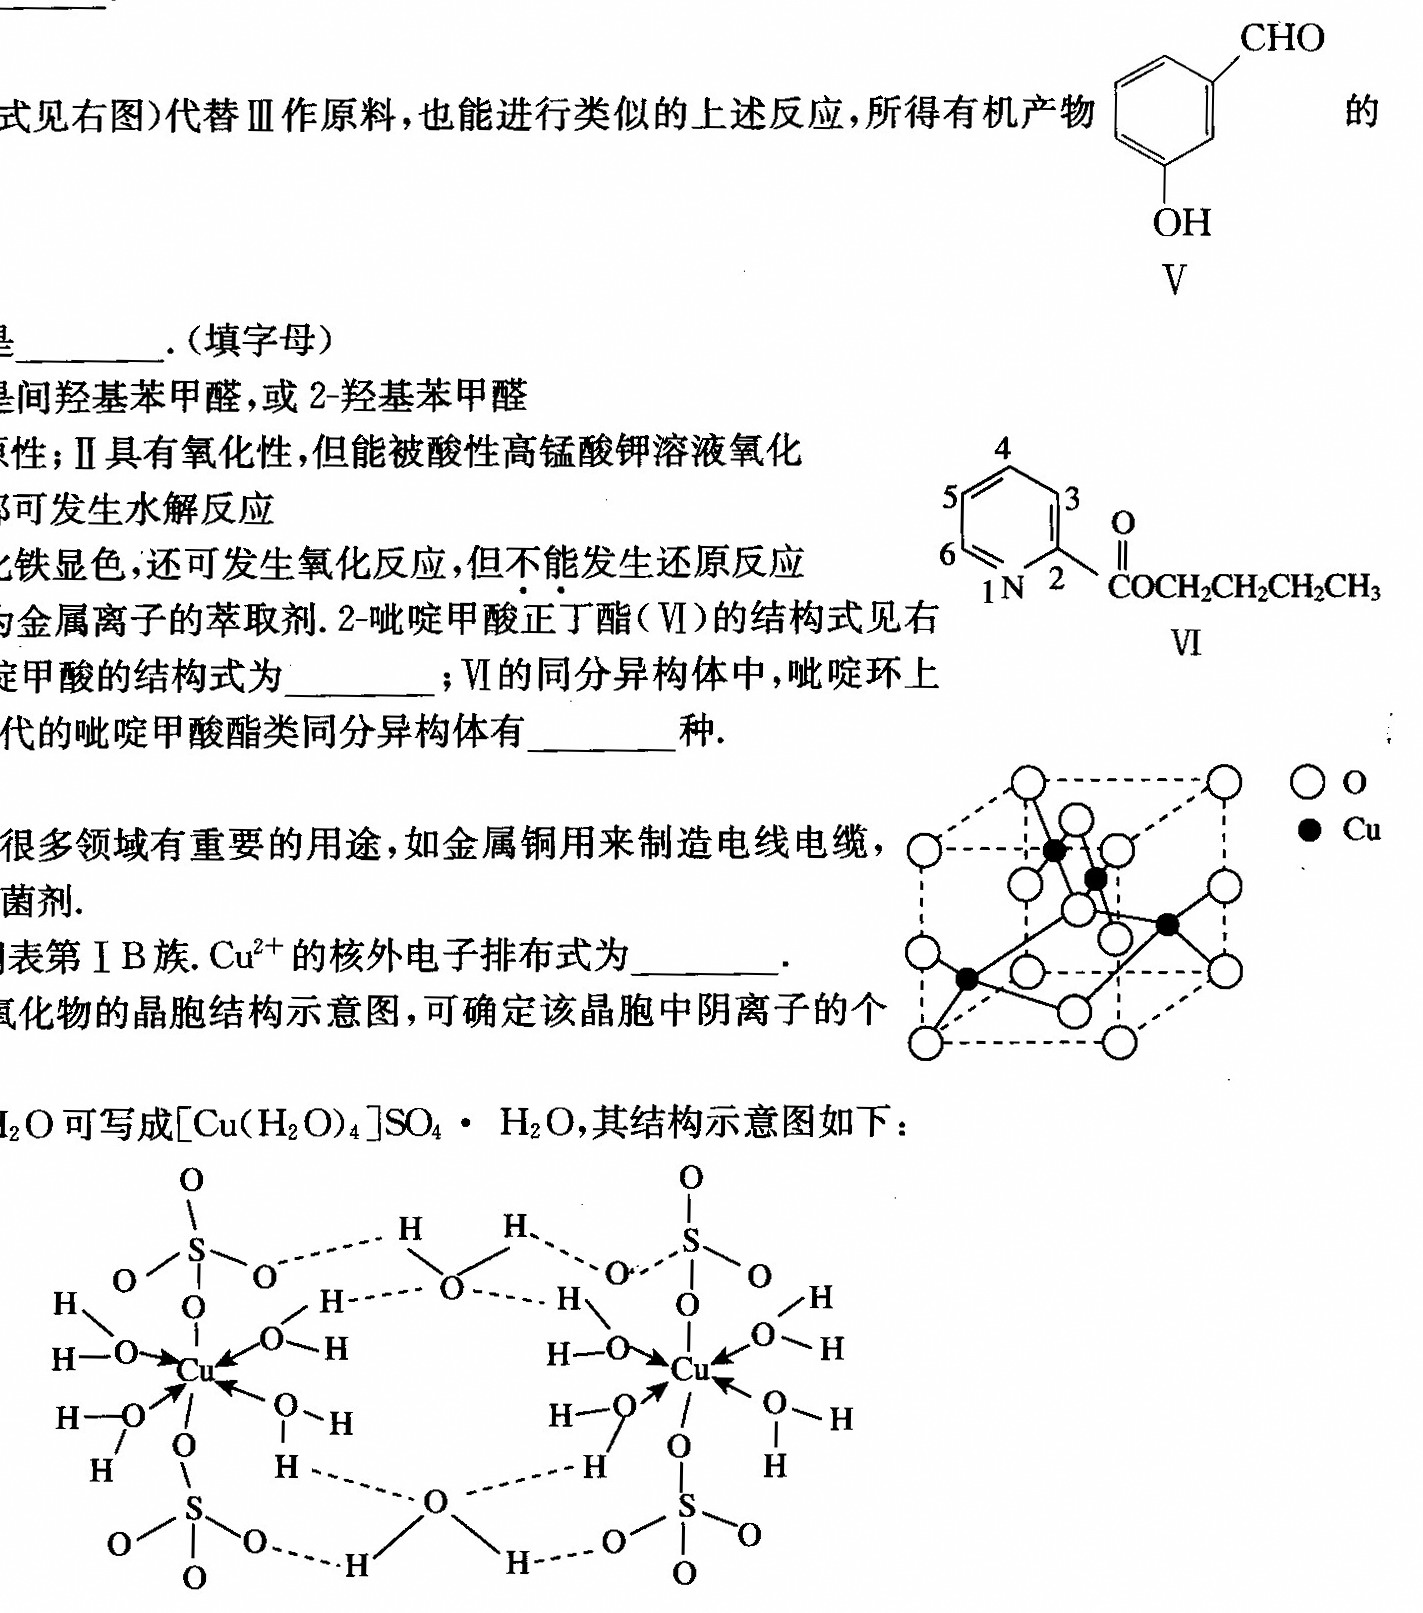 CHO
式见右图)代替Ⅲ作原料,也能进行类似的上述反应,所得有机产物 的
OH
Ⅴ
是______.(填字母)
是间羟基苯甲醛,或 2-羟基苯甲醛
原性;Ⅱ具有氧化性,但能被酸性高锰酸钾溶液氧化
都可发生水解反应
化铁显色,还可发生氧化反应,但不能发生还原反应
为金属离子的萃取剂. 2-吡啶甲酸正丁酯(Ⅵ)的结构式见右
4
5 3
6 O
1 N 2 COCH₂CH₂CH₂CH₃
Ⅵ
啶甲酸的结构式为______;Ⅵ的同分异构体中,吡啶环上
代的吡啶甲酸酯类同分异构体有______种.
O
Cu
很多领域有重要的用途,如金属铜用来制造电线电缆,
菌剂.
期表第ⅠB族. Cu²⁺的核外电子排布式为______.
氧化物的晶胞结构示意图,可确定该晶胞中阴离子的个
H₂O 可写成[Cu(H₂O)₄]SO₄ · H₂O,其结构示意图如下:
O O
H H
S S
O O O O
H O H O H O H
H O O H H O Cu O H
Cu
H O O H H O O H
H O H H O H
S O S
O O O O
O H H O